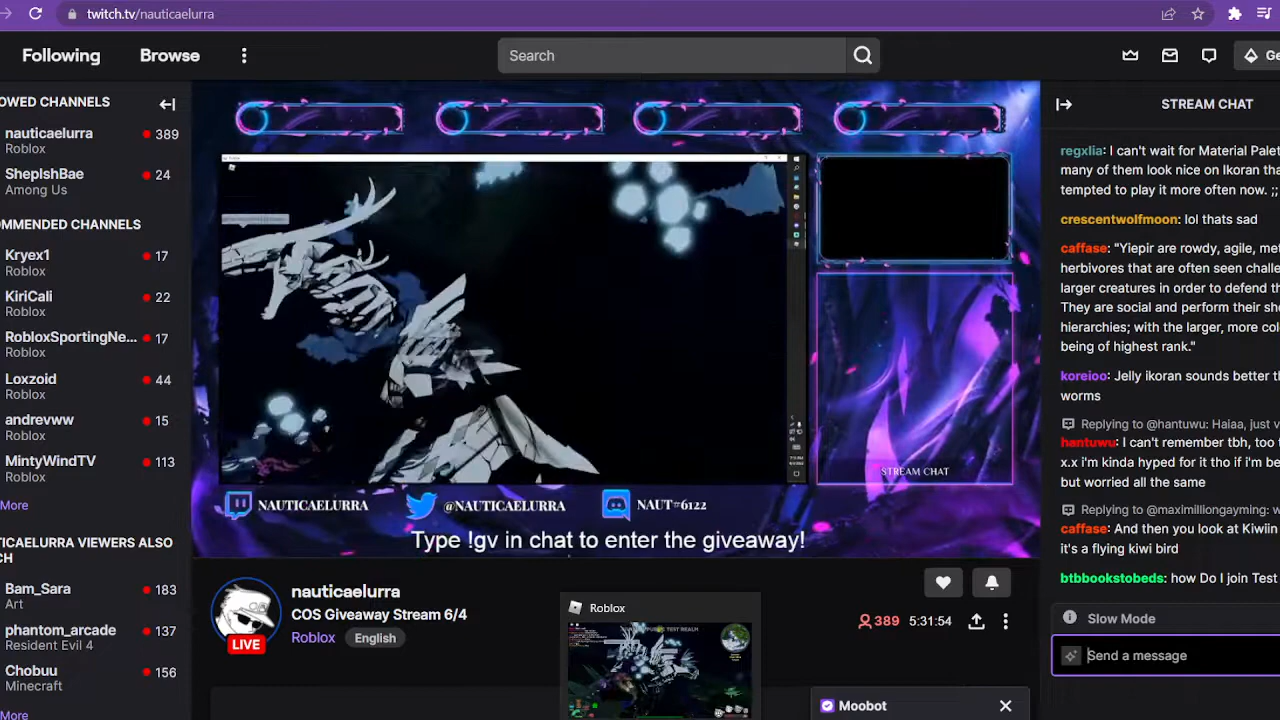 twitch.tv/nauticaelurra
Following
Browse
Search
Ge
OWED CHANNELS
nauticaelurra
389
Roblox
ShepIshBae
24
Among Us
OMMENDED CHANNELS
Kryex1
17
Roblox
KiriCali
22
Roblox
RobloxSportingNe...
17
Roblox
Loxzoid
44
Roblox
andrevww
15
Roblox
MintyWindTV
113
Roblox
More
CTICAELURRA VIEWERS ALSO
CH
Bam_Sara
183
Art
phantom_arcade
137
Resident Evil 4
Chobuu
156
Minecraft
More
STREAM CHAT
NAUTICAELURRA
@NAUTICAELURRA
NAUT#6122
Type !gv in chat to enter the giveaway!
LIVE
nauticaelurra
COS Giveaway Stream 6/4
Roblox
English
389
5:31:54
Roblox
Moobot
STREAM CHAT
regxlia: I can't wait for Material Palet
many of them look nice on Ikoran tha
tempted to play it more often now. ;;
crescentwolfmoon: lol thats sad
caffase: "Yiepir are rowdy, agile, me
herbivores that are often seen challe
larger creatures in order to defend th
They are social and perform their sh
hierarchies; with the larger, more col
being of highest rank."
koreioo: Jelly ikoran sounds better th
worms
Replying to @hantuwu: Haiaa, just v
hantuwu: I can't remember tbh, too t
x.x i'm kinda hyped for it tho if i'm be
but worried all the same
Replying to @maximilliongayming: w
caffase: And then you look at Kiwiin
it's a flying kiwi bird
btbbookstobeds: how Do I join Test
Slow Mode
Send a message